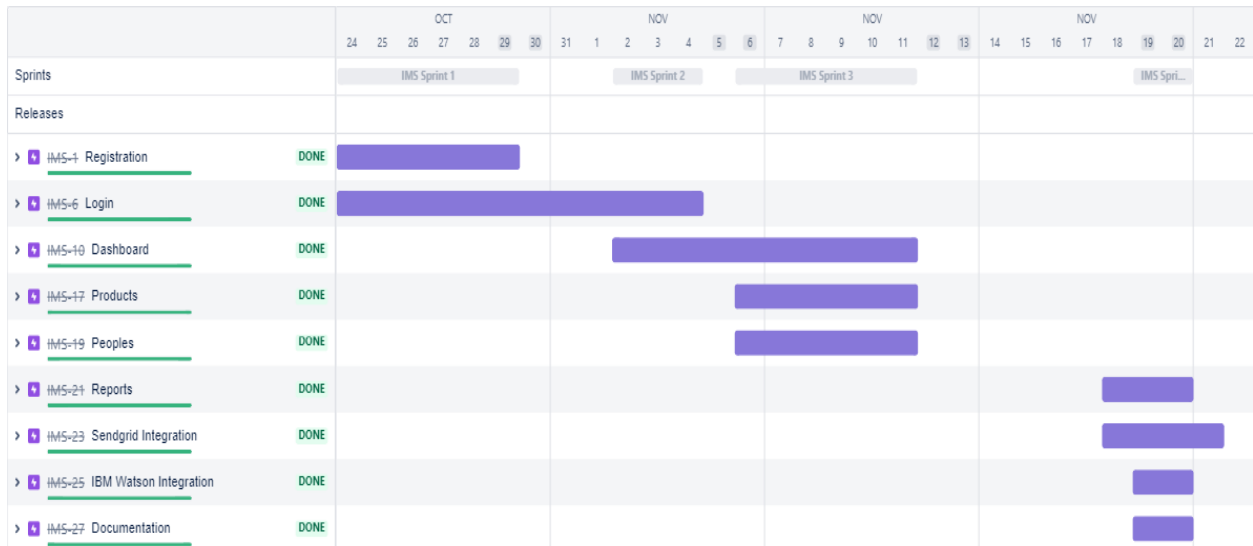 OCT NOV NOV NOV
24 25 26 27 28 29 30 31 1 2 3 4 5 6 7 8 9 10 11 12 13 14 15 16 17 18 19 20 21 22
Sprints IMS Sprint 1 IMS Sprint 2 IMS Sprint 3 IMS Spri...
Releases
IMS-1 Registration DONE
IMS-6 Login DONE
IMS-10 Dashboard DONE
IMS-17 Products DONE
IMS-19 Peoples DONE
IMS-21 Reports DONE
IMS-23 Sendgrid Integration DONE
IMS-25 IBM Watson Integration DONE
IMS-27 Documentation DONE